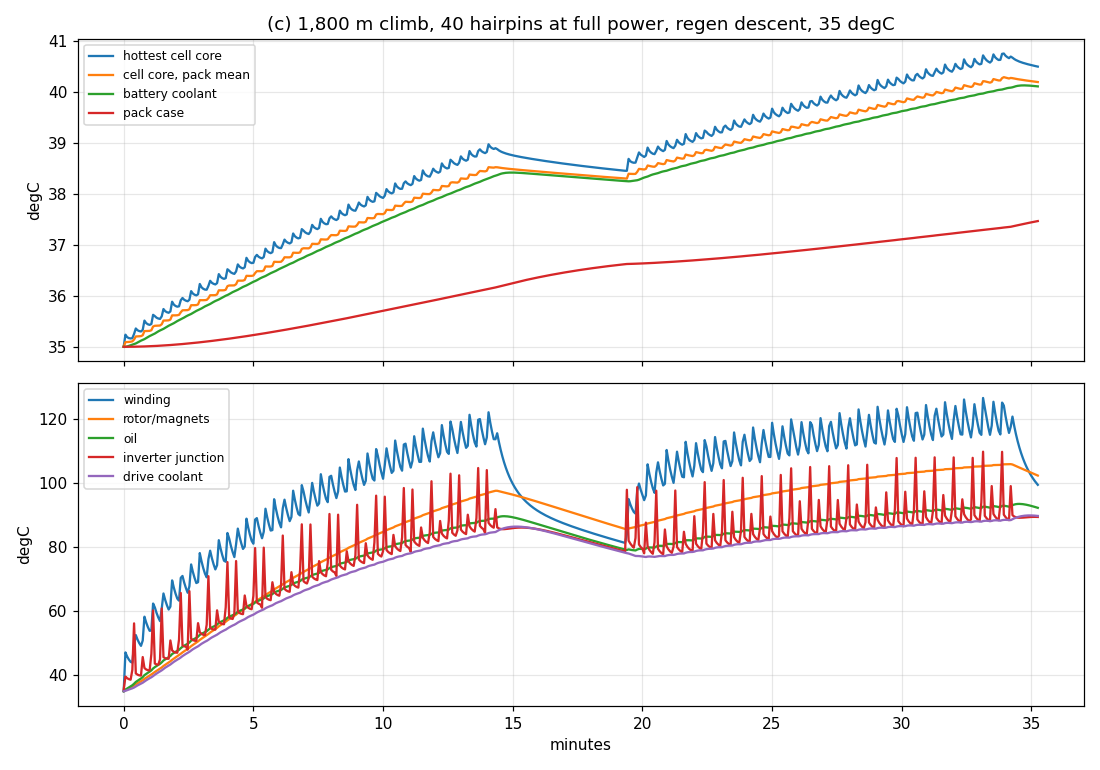 (c) 1,800 m climb, 40 hairpins at full power, regen descent, 35 degC
41
40
39
38
37
36
35
degC
hottest cell core
cell core, pack mean
battery coolant
pack case
120
100
80
60
40
degC
winding
rotor/magnets
oil
inverter junction
drive coolant
0 5 10 15 20 25 30 35
minutes